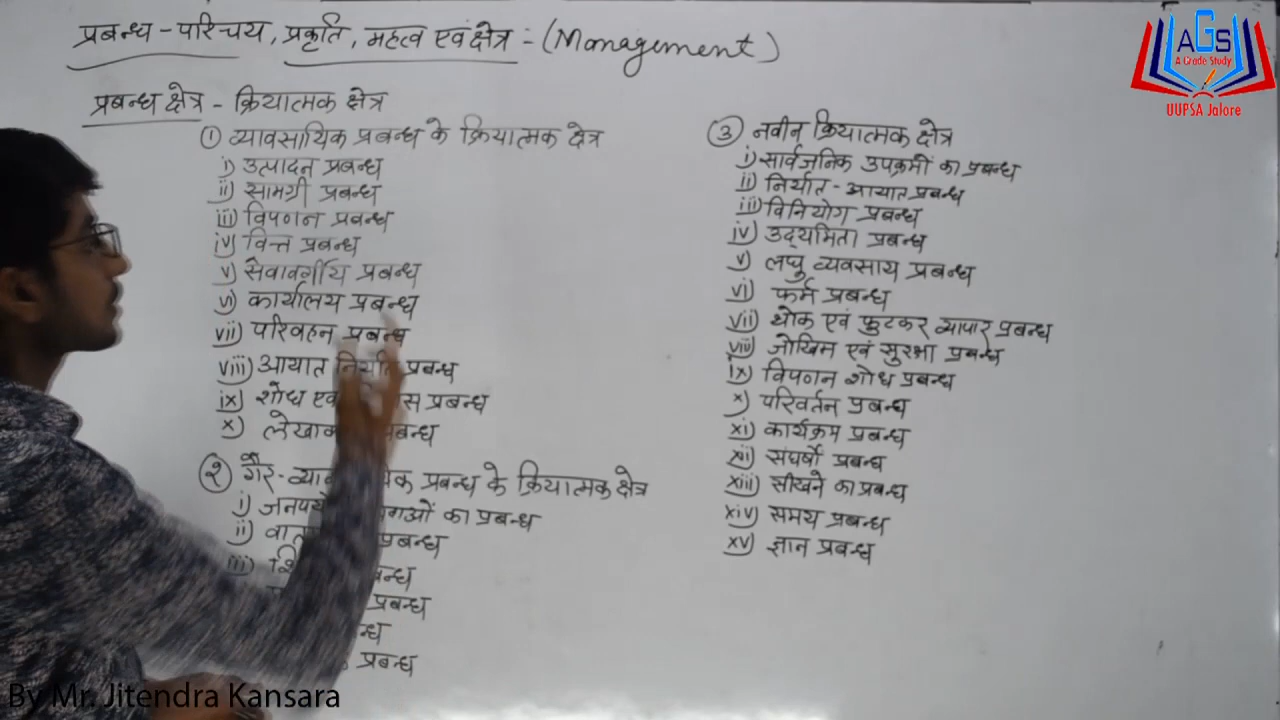 प्रबन्ध - परिचय, प्रकृति, महत्व एवं क्षेत्र - (Management)
प्रबन्ध क्षेत्र - क्रियात्मक क्षेत्र
① व्यावसायिक प्रबन्ध के क्रियात्मक क्षेत्र
i) उत्पादन प्रबन्ध
ii) सामग्री प्रबन्ध
iii) विपणन प्रबन्ध
iv) वित्त प्रबन्ध
v) सेवावर्गीय प्रबन्ध
vi) कार्यालय प्रबन्ध
vii) परिवहन प्रबन्ध
viii) आयात निर्यात प्रबन्ध
ix) शोध एवं प्रबन्ध
x) प्रबन्ध
② गैर- प्रबन्ध के क्रियात्मक क्षेत्र
i) का प्रबन्ध
ii) प्रबन्ध
iii)
प्रबन्ध
प्रबन्ध
③ नवीन क्रियात्मक क्षेत्र
i) सार्वजनिक उपक्रमों का प्रबन्ध
ii) निर्यात - आयात प्रबन्ध
iii) विनियोग प्रबन्ध
iv) उद्यमिता प्रबन्ध
v) लघु व्यवसाय प्रबन्ध
vi) फर्म प्रबन्ध
vii) थोक एवं फुटकर व्यापार प्रबन्ध
viii) जोखिम एवं सुरक्षा प्रबन्ध
ix) विपणन शोध प्रबन्ध
x) परिवर्तन प्रबन्ध
xi) कार्यक्रम प्रबन्ध
xii) संघर्षो प्रबन्ध
xiii) सीखने का प्रबन्ध
xiv) समय प्रबन्ध
xv) ज्ञान प्रबन्ध
AGS
A Grade Study
UUPSA Jalore
By Mr. Jitendra Kansara